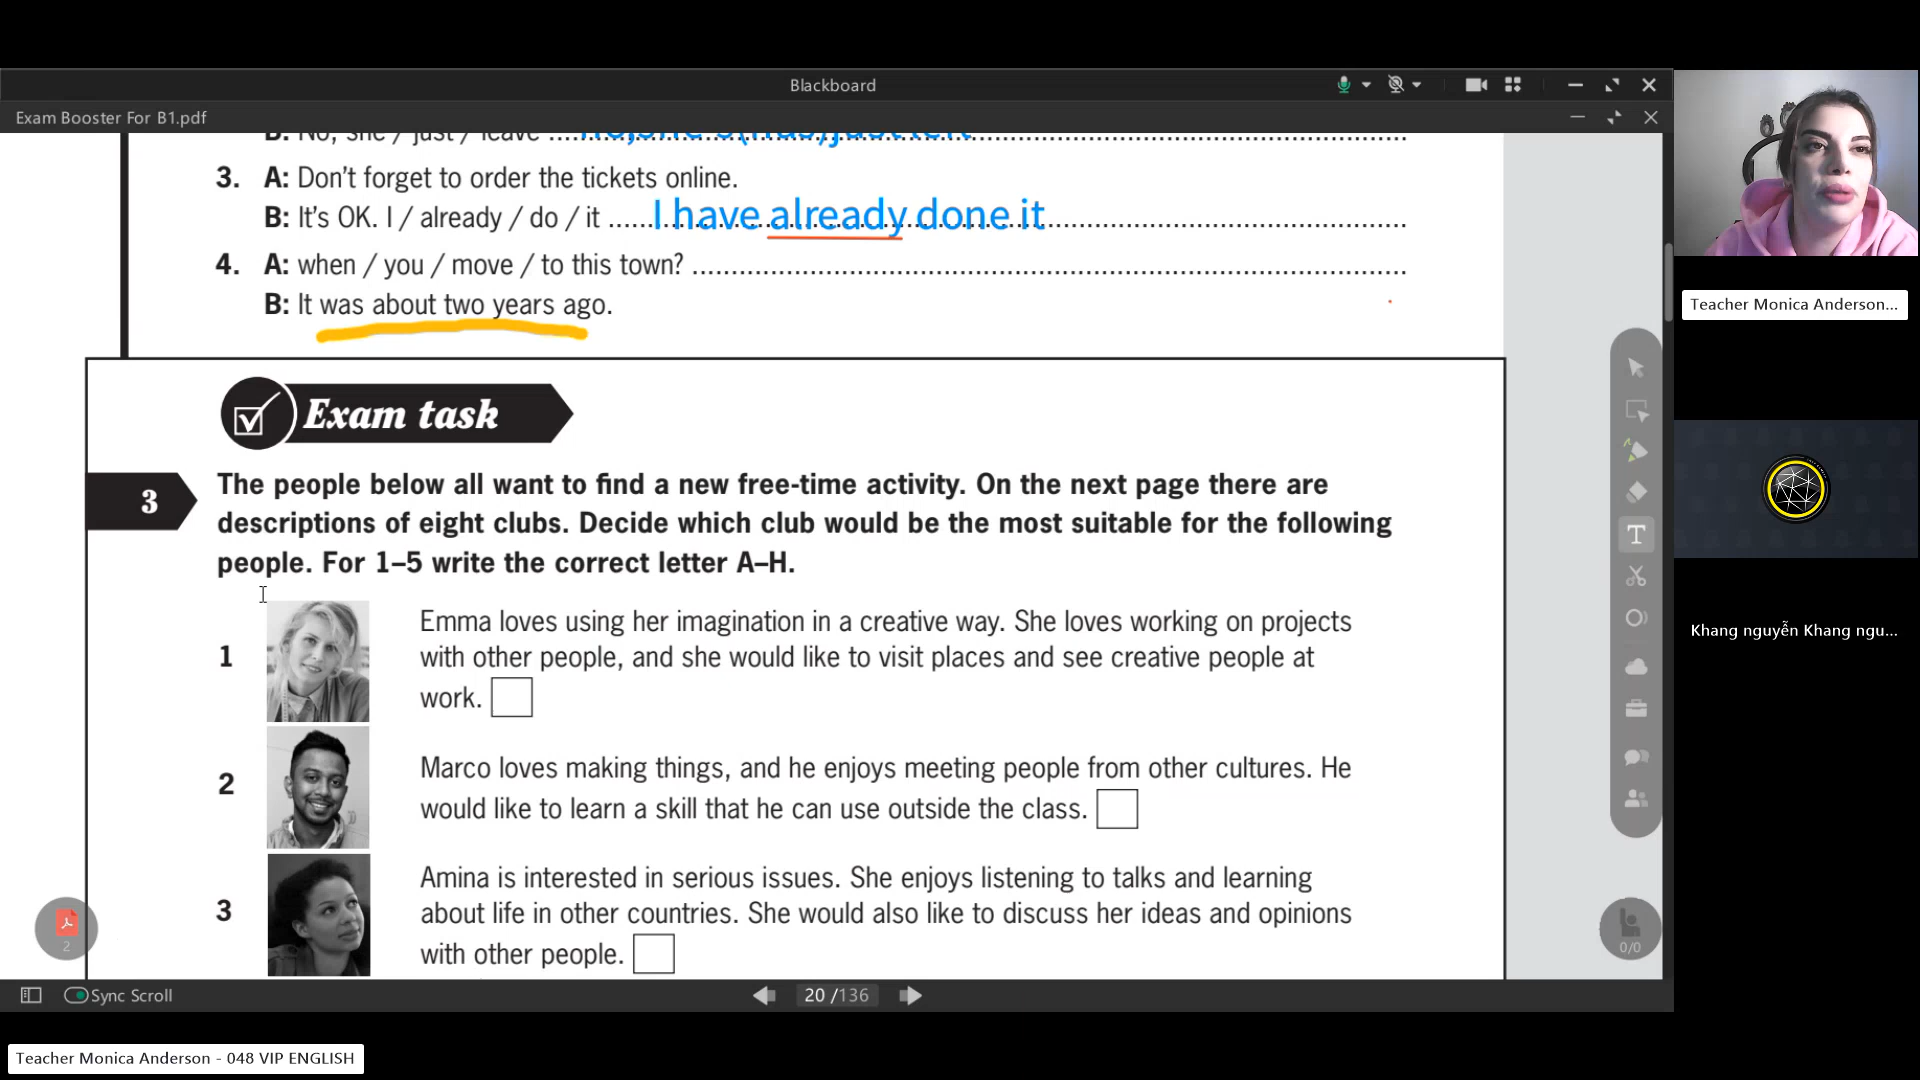 Blackboard
Exam Booster For B1.pdf
B: No, she / just / leave
3. A: Don't forget to order the tickets online.
B: It's OK. I / already / do / it ..... I have already done it
4. A: when / you / move / to this town?
B: It was about two years ago.
Exam task
3
The people below all want to find a new free-time activity. On the next page there are
descriptions of eight clubs. Decide which club would be the most suitable for the following
people. For 1–5 write the correct letter A–H.
1
Emma loves using her imagination in a creative way. She loves working on projects
with other people, and she would like to visit places and see creative people at
work.
2
Marco loves making things, and he enjoys meeting people from other cultures. He
would like to learn a skill that he can use outside the class.
3
Amina is interested in serious issues. She enjoys listening to talks and learning
about life in other countries. She would also like to discuss her ideas and opinions
with other people.
2
T
0/0
Sync Scroll
20 /136
Teacher Monica Anderson...
Khang nguyễn Khang ngu...
Teacher Monica Anderson - 048 VIP ENGLISH